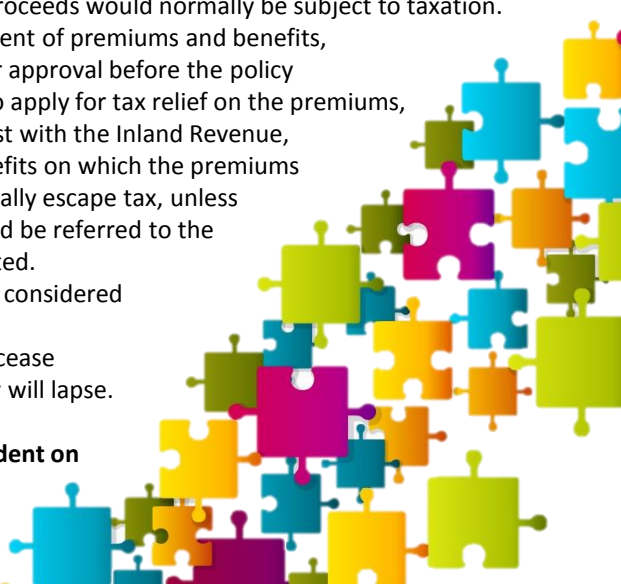 roceeds would normally be subject to taxation.
ent of premiums and benefits,
r approval before the policy
o apply for tax relief on the premiums,
st with the Inland Revenue,
efits on which the premiums
ally escape tax, unless
d be referred to the
ted.
considered
cease
will lapse.
dent on